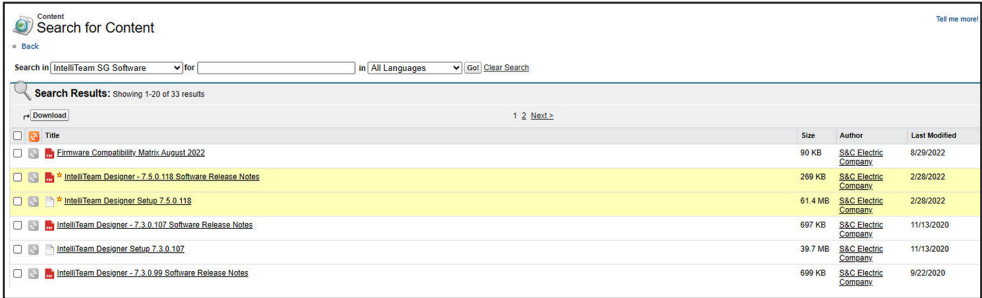 Content
Search for Content
Tell me more!
« Back
Search in IntelliTeam SG Software for in All Languages Go! Clear Search
Search Results: Showing 1-20 of 33 results
Download 1 2 Next >
Title Size Author Last Modified
Firmware Compatibility Matrix August 2022 90 KB S&C Electric Company 8/29/2022
IntelliTeam Designer - 7.5.0.118 Software Release Notes 269 KB S&C Electric Company 2/28/2022
IntelliTeam Designer Setup 7.5.0.118 61.4 MB S&C Electric Company 2/28/2022
IntelliTeam Designer - 7.3.0.107 Software Release Notes 697 KB S&C Electric Company 11/13/2020
IntelliTeam Designer Setup 7.3.0.107 39.7 MB S&C Electric Company 11/13/2020
IntelliTeam Designer - 7.3.0.99 Software Release Notes 699 KB S&C Electric Company 9/22/2020